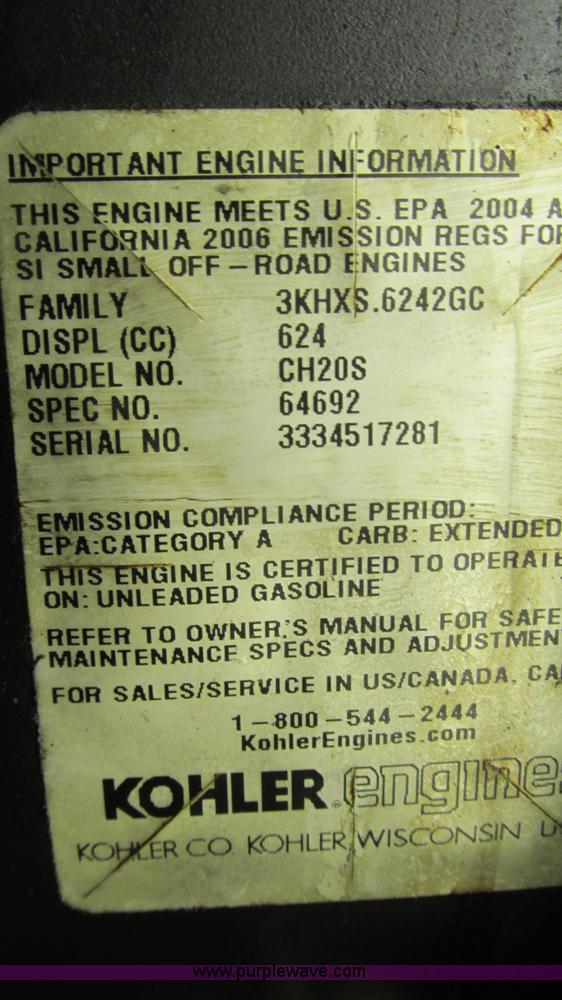 IMPORTANT ENGINE INFORMATION
THIS ENGINE MEETS U.S. EPA 2004 A
CALIFORNIA 2006 EMISSION REGS FOR
SI SMALL OFF-ROAD ENGINES
FAMILY 3KHXS.6242GC
DISPL (CC) 624
MODEL NO. CH20S
SPEC NO. 64692
SERIAL NO. 3334517281
EMISSION COMPLIANCE PERIOD:
EPA:CATEGORY A CARB: EXTENDED
THIS ENGINE IS CERTIFIED TO OPERATE
ON: UNLEADED GASOLINE
REFER TO OWNER'S MANUAL FOR SAFE
MAINTENANCE SPECS AND ADJUSTMEN
FOR SALES/SERVICE IN US/CANADA, CA
1-800-544-2444
KohlerEngines.com
KOHLER® engine
KOHLER CO. KOHLER, WISCONSIN U
www.purplewave.com